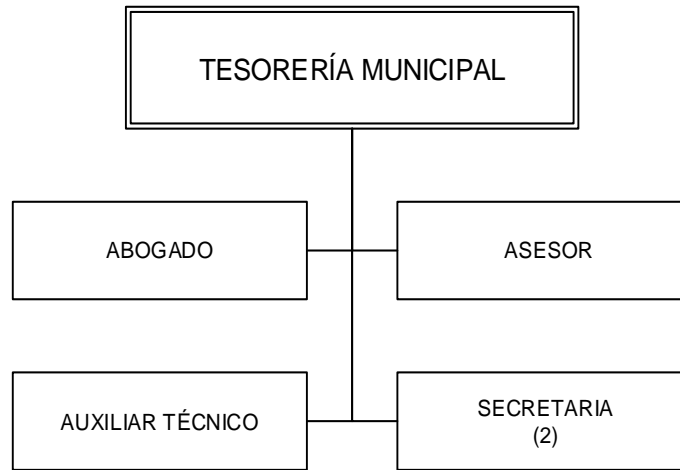 TESORERÍA MUNICIPAL
ABOGADO
ASESOR
AUXILIAR TÉCNICO
SECRETARIA
(2)